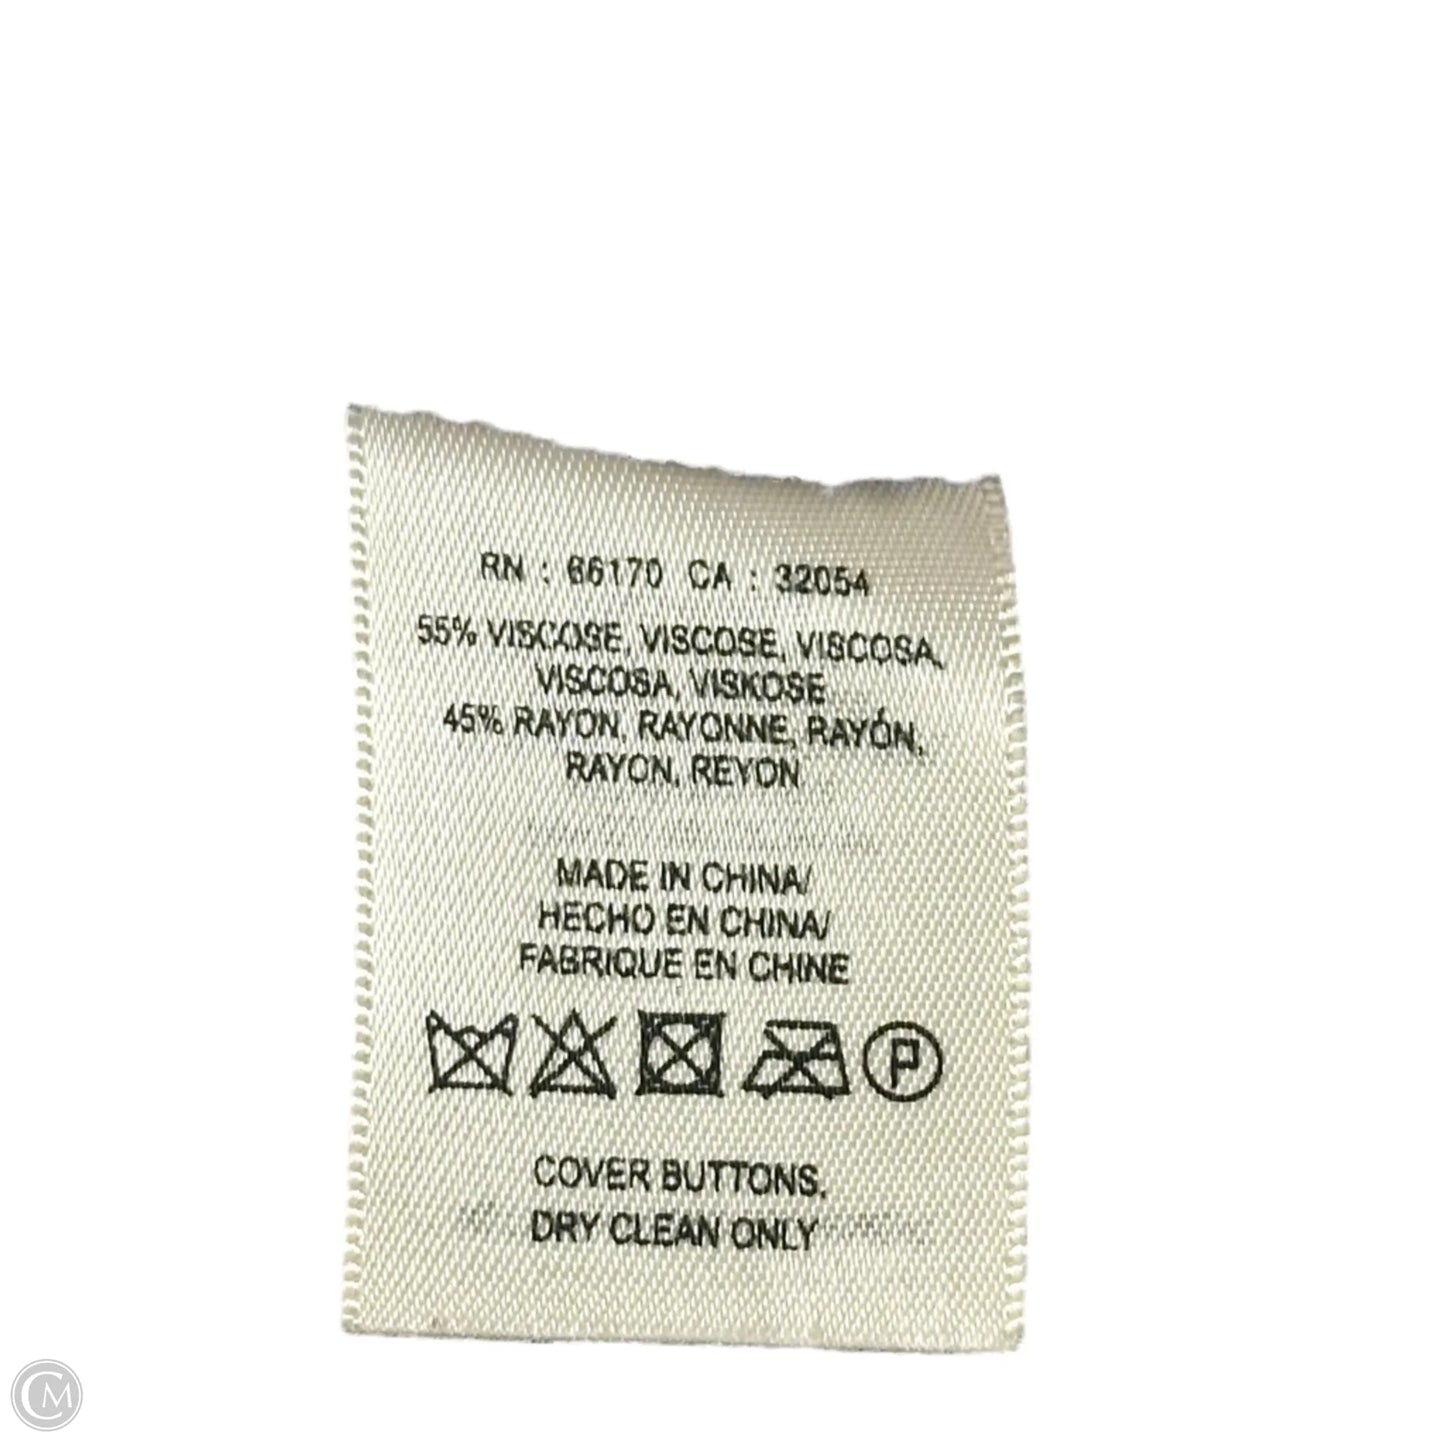 RN : 66170 CA : 32054
55% VISCOSE, VISCOSE, VISCOSA,
VISCOSA, VISKOSE
45% RAYON, RAYONNE, RAYÓN,
RAYON, REYON
MADE IN CHINA/
HECHO EN CHINA/
FABRIQUE EN CHINE
P
COVER BUTTONS,
DRY CLEAN ONLY
CM